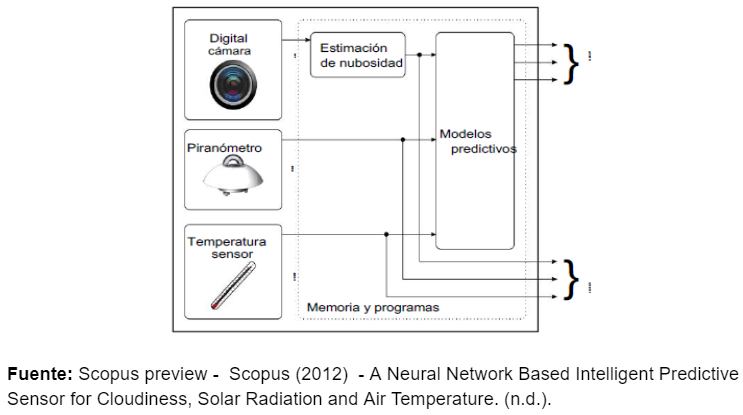 Digital
cámara
Estimación
de nubosidad
Piranómetro
Modelos
predictivos
Temperatura
sensor
Memoria y programas
Fuente: Scopus preview - Scopus (2012) - A Neural Network Based Intelligent Predictive
Sensor for Cloudiness, Solar Radiation and Air Temperature. (n.d.).